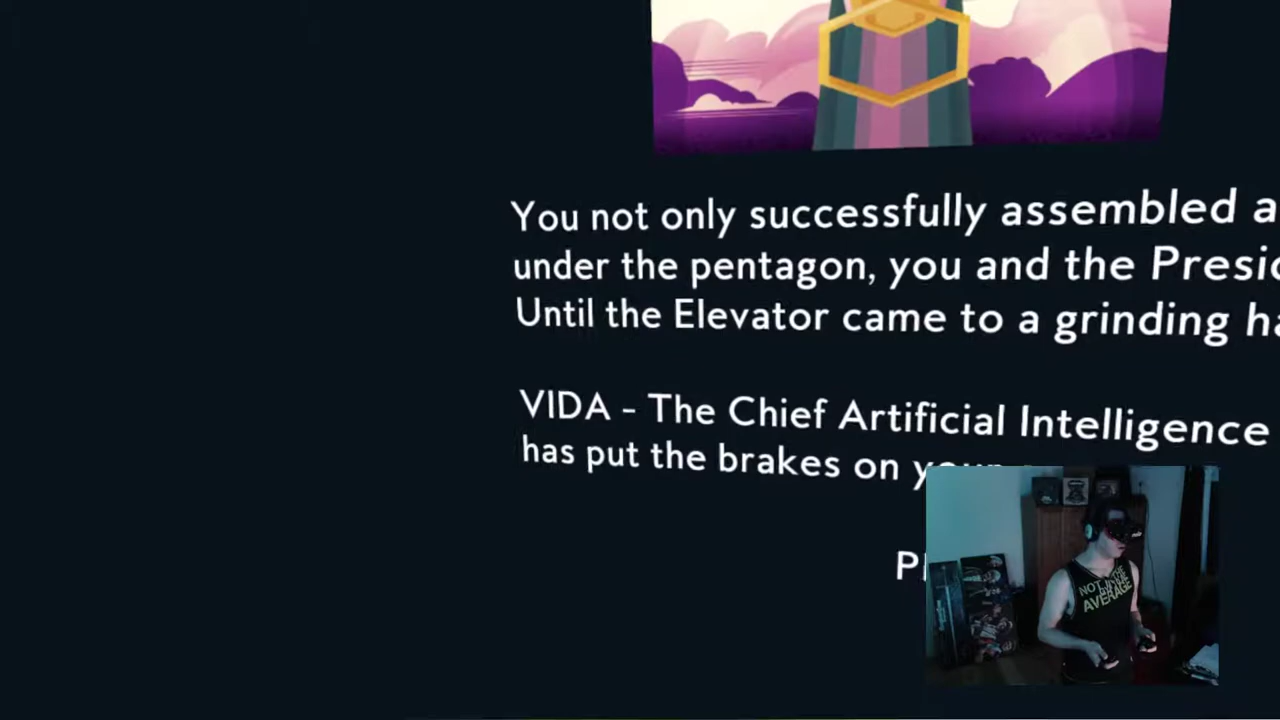 You not only successfully assembled a
under the pentagon, you and the Presi
Until the Elevator came to a grinding ha
VIDA - The Chief Artificial Intelligence
has put the brakes on your
NOT
AVERAGE